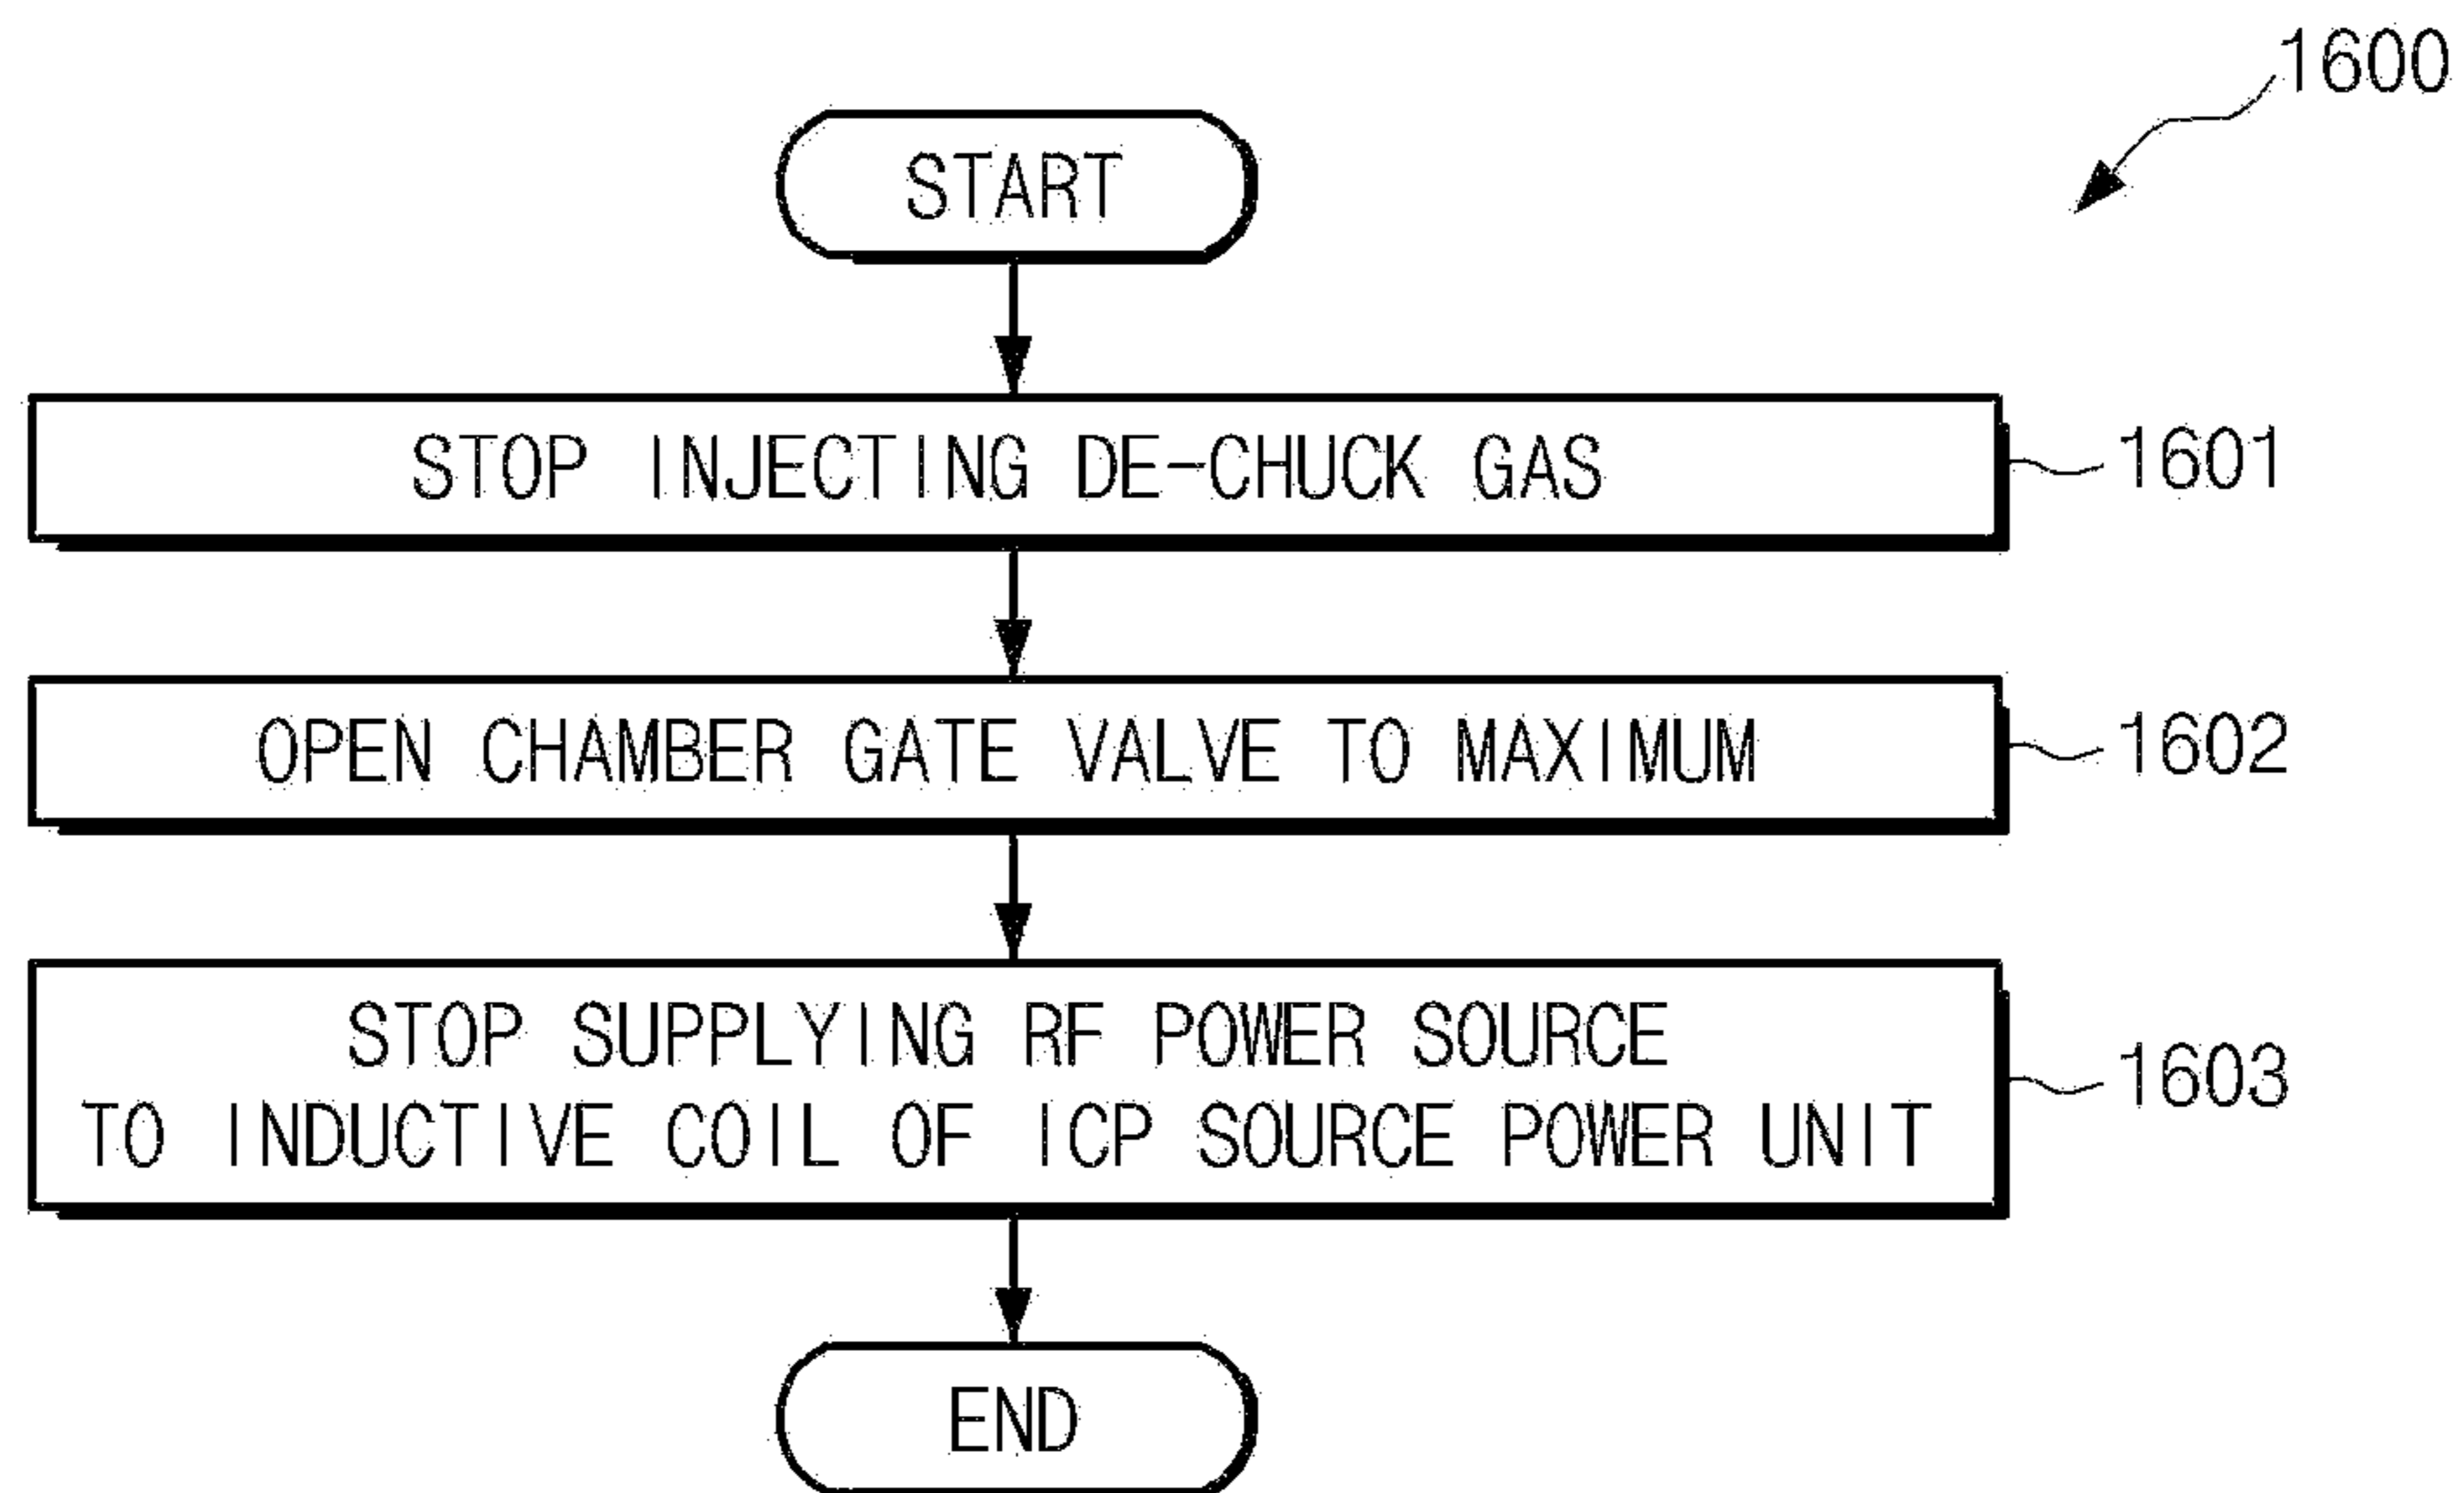 1600
START
STOP INJECTING DE-CHUCK GAS
1601
OPEN CHAMBER GATE VALVE TO MAXIMUM
1602
STOP SUPPLYING RF POWER SOURCE
TO INDUCTIVE COIL OF ICP SOURCE POWER UNIT
1603
END